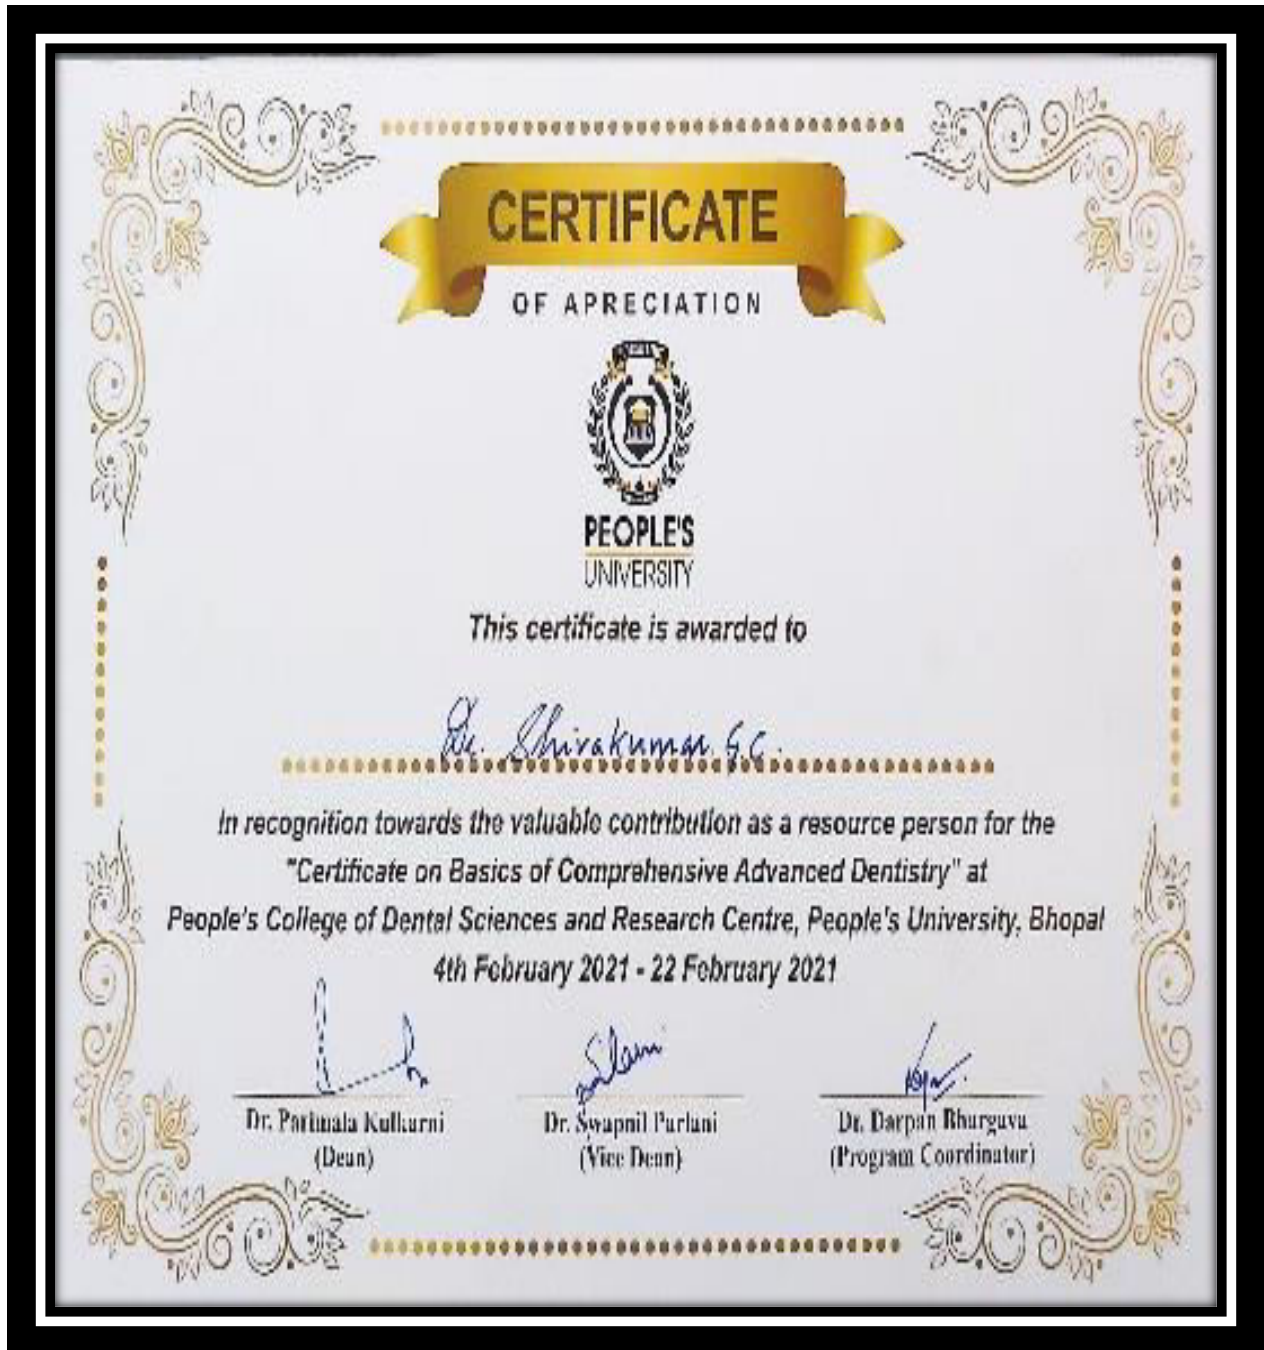 CERTIFICATE
OF APRECIATION
PEOPLE'S
UNIVERSITY
This certificate is awarded to
Dr. Shivakumar. G.C.
In recognition towards the valuable contribution as a resource person for the
"Certificate on Basics of Comprehensive Advanced Dentistry" at
People's College of Dental Sciences and Research Centre, People's University, Bhopal
4th February 2021 - 22 February 2021
Dr. Parimala Kulkarni Dr. Swapnil Parlani Dr. Darpan Bhargava
(Dean) (Vice Dean) (Program Coordinator)